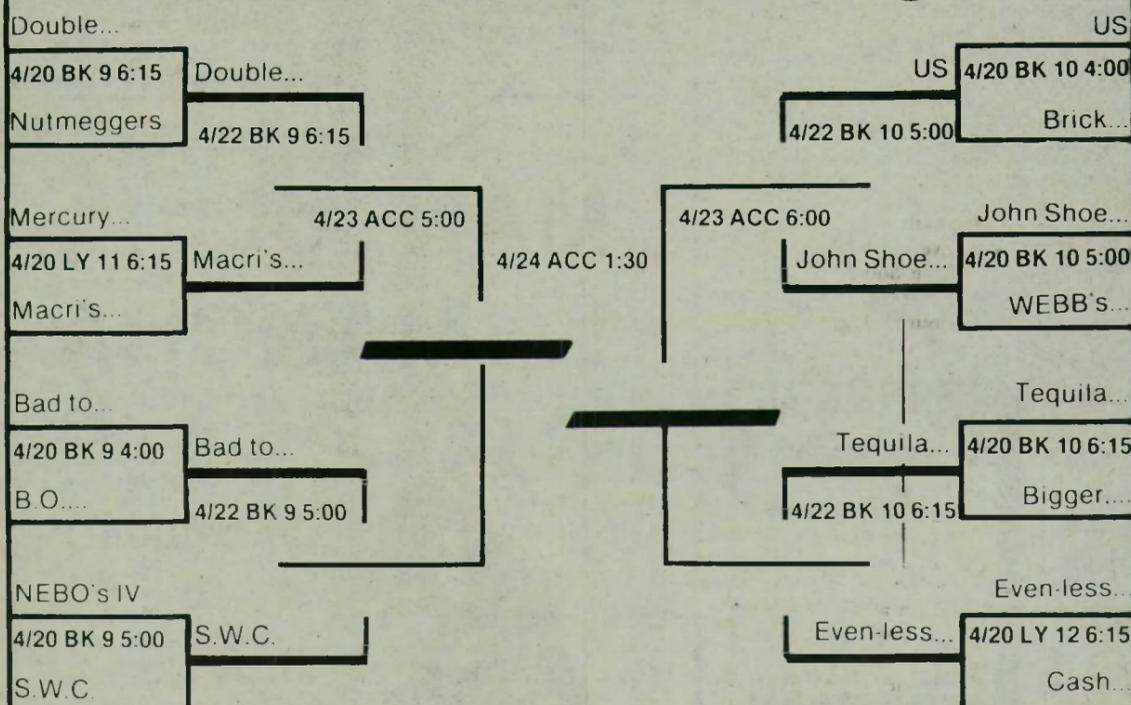 Double...
4/20 BK 9 6:15
Nutmeggers
Double...
4/22 BK 9 6:15
Mercury...
4/20 LY 11 6:15
Macri's...
Macri's...
4/23 ACC 5:00
Bad to...
4/20 BK 9 4:00
B.O....
Bad to...
4/22 BK 9 5:00
NEBO's IV
4/20 BK 9 5:00
S.W.C.
S.W.C.
4/24 ACC 1:30
US
4/20 BK 10 4:00
Brick...
US
4/22 BK 10 5:00
4/23 ACC 6:00
John Shoe...
4/20 BK 10 5:00
WEBB's...
John Shoe...
Tequila...
4/20 BK 10 6:15
Bigger....
Tequila...
4/22 BK 10 6:15
Even-less...
4/20 LY 12 6:15
Cash...
Even-less...